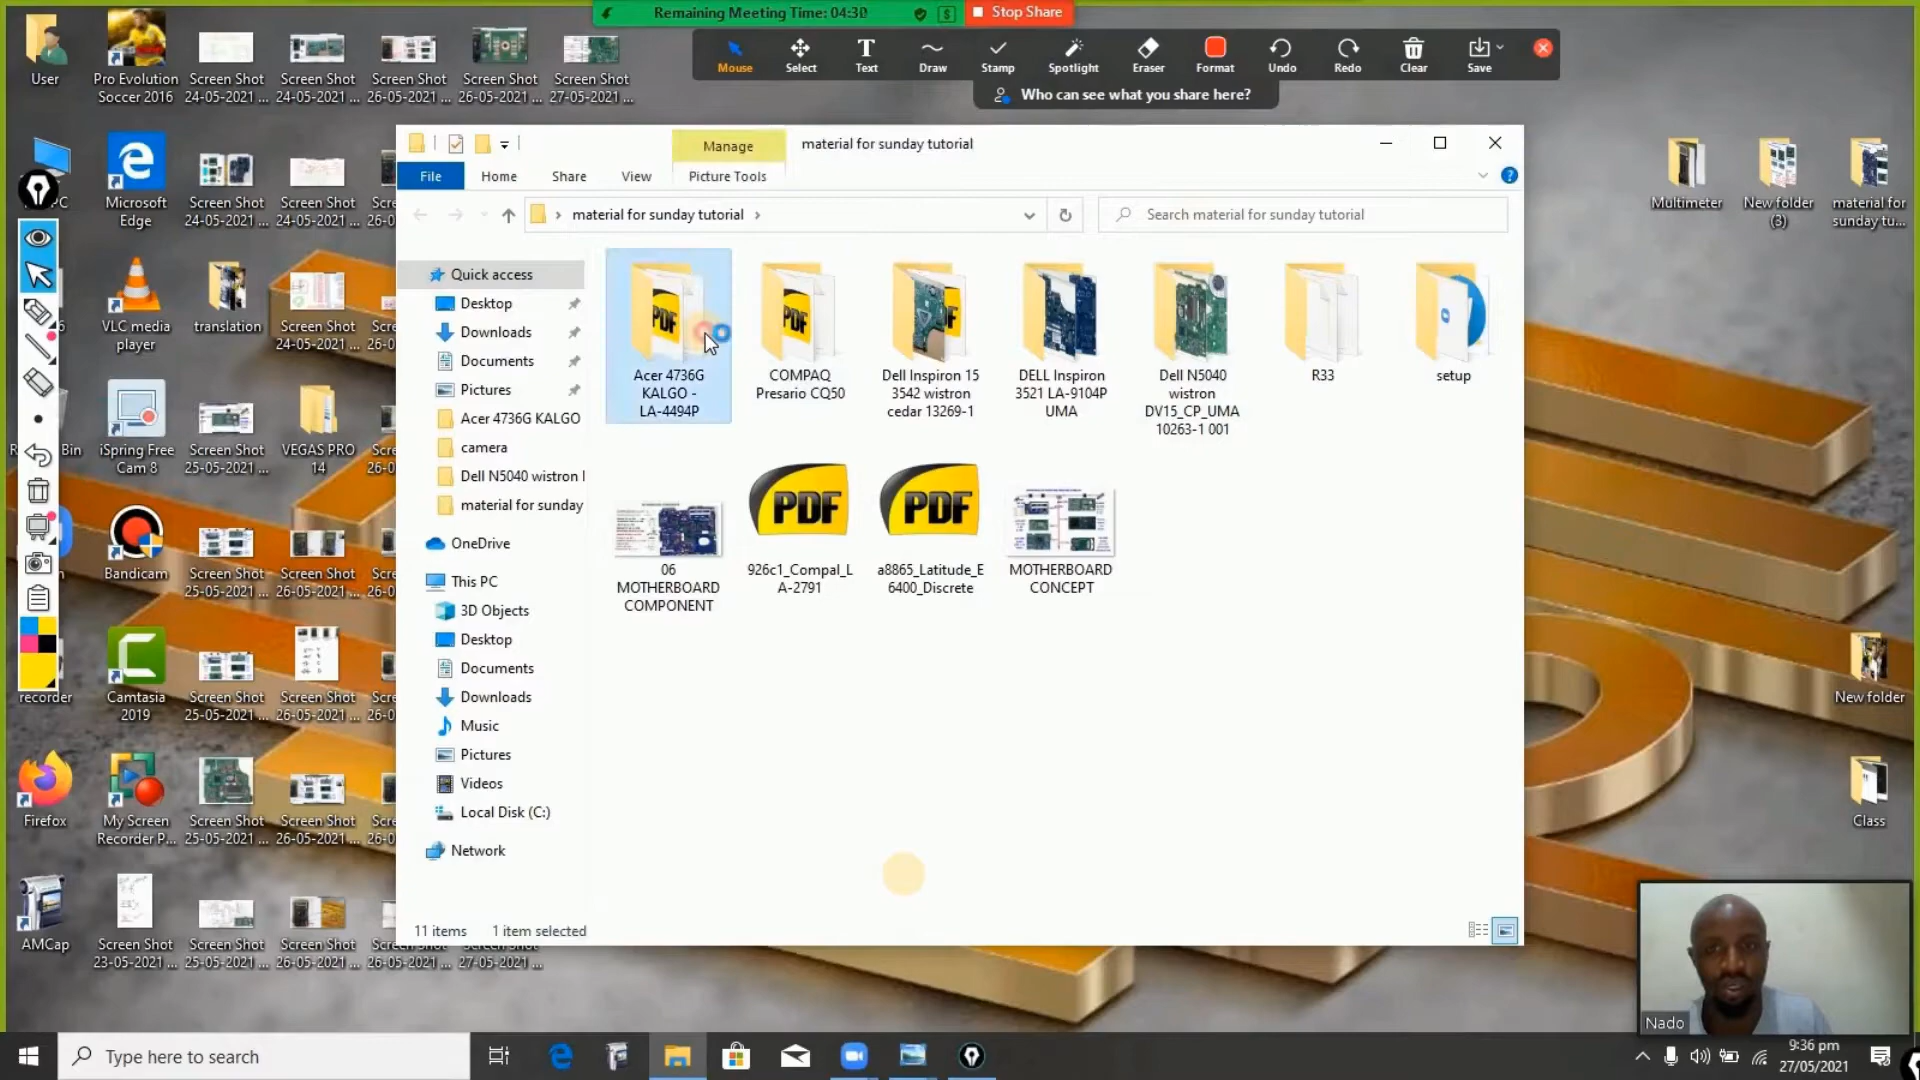 Remaining Meeting Time: 04:30
Stop Share
Mouse
Select
Text
Draw
Stamp
Spotlight
Eraser
Format
Undo
Redo
Clear
Save
Who can see what you share here?
User
Pro Evolution
Soccer 2016
Screen Shot
24-05-2021 ...
Screen Shot
24-05-2021 ...
Screen Shot
26-05-2021 ...
Screen Shot
26-05-2021 ...
Screen Shot
27-05-2021 ...
PC
Microsoft
Edge
Screen Shot
24-05-2021 ...
Screen Shot
24-05-2021 ...
VLC media
player
translation
Screen Shot
24-05-2021 ...
Bin
iSpring Free
Cam 8
Screen Shot
25-05-2021 ...
VEGAS PRO
14
Bandicam
Screen Shot
25-05-2021 ...
Screen Shot
26-05-2021 ...
recorder
Camtasia
2019
Screen Shot
25-05-2021 ...
Screen Shot
26-05-2021 ...
Firefox
My Screen
Recorder P...
Screen Shot
25-05-2021 ...
Screen Shot
26-05-2021 ...
AMCap
Screen Shot
23-05-2021 ...
Screen Shot
25-05-2021 ...
Screen Shot
26-05-2021 ...
26-05-2021 ...
27-05-2021 ...
Manage
material for sunday tutorial
File
Home
Share
View
Picture Tools
material for sunday tutorial
Search material for sunday tutorial
Quick access
Desktop
Downloads
Documents
Pictures
Acer 4736G KALGO
camera
Dell N5040 wistron
material for sunday
OneDrive
This PC
3D Objects
Desktop
Documents
Downloads
Music
Pictures
Videos
Local Disk (C:)
Network
Acer 4736G
KALGO -
LA-4494P
COMPAQ
Presario CQ50
Dell Inspiron 15
3542 wistron
cedar 13269-1
DELL Inspiron
3521 LA-9104P
UMA
Dell N5040
wistron
DV15_CP_UMA
10263-1 001
R33
setup
PDF
PDF
PDF
PDF
06
MOTHERBOARD
COMPONENT
926c1_Compal_L
A-2791
a8865_Latitude_E
6400_Discrete
MOTHERBOARD
CONCEPT
11 items
1 item selected
Multimeter
New folder
(3)
material for
sunday tu...
New folder
Class
Nado
Type here to search
9:36 pm
27/05/2021